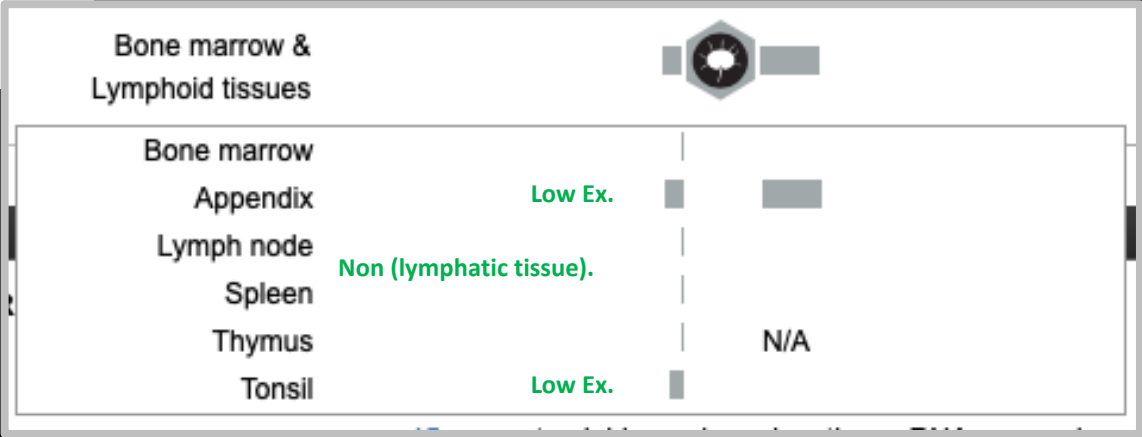 Bone marrow &
Lymphoid tissues
Bone marrow
Appendix Low Ex.
Lymph node
Non (lymphatic tissue).
Spleen
Thymus N/A
Tonsil Low Ex.